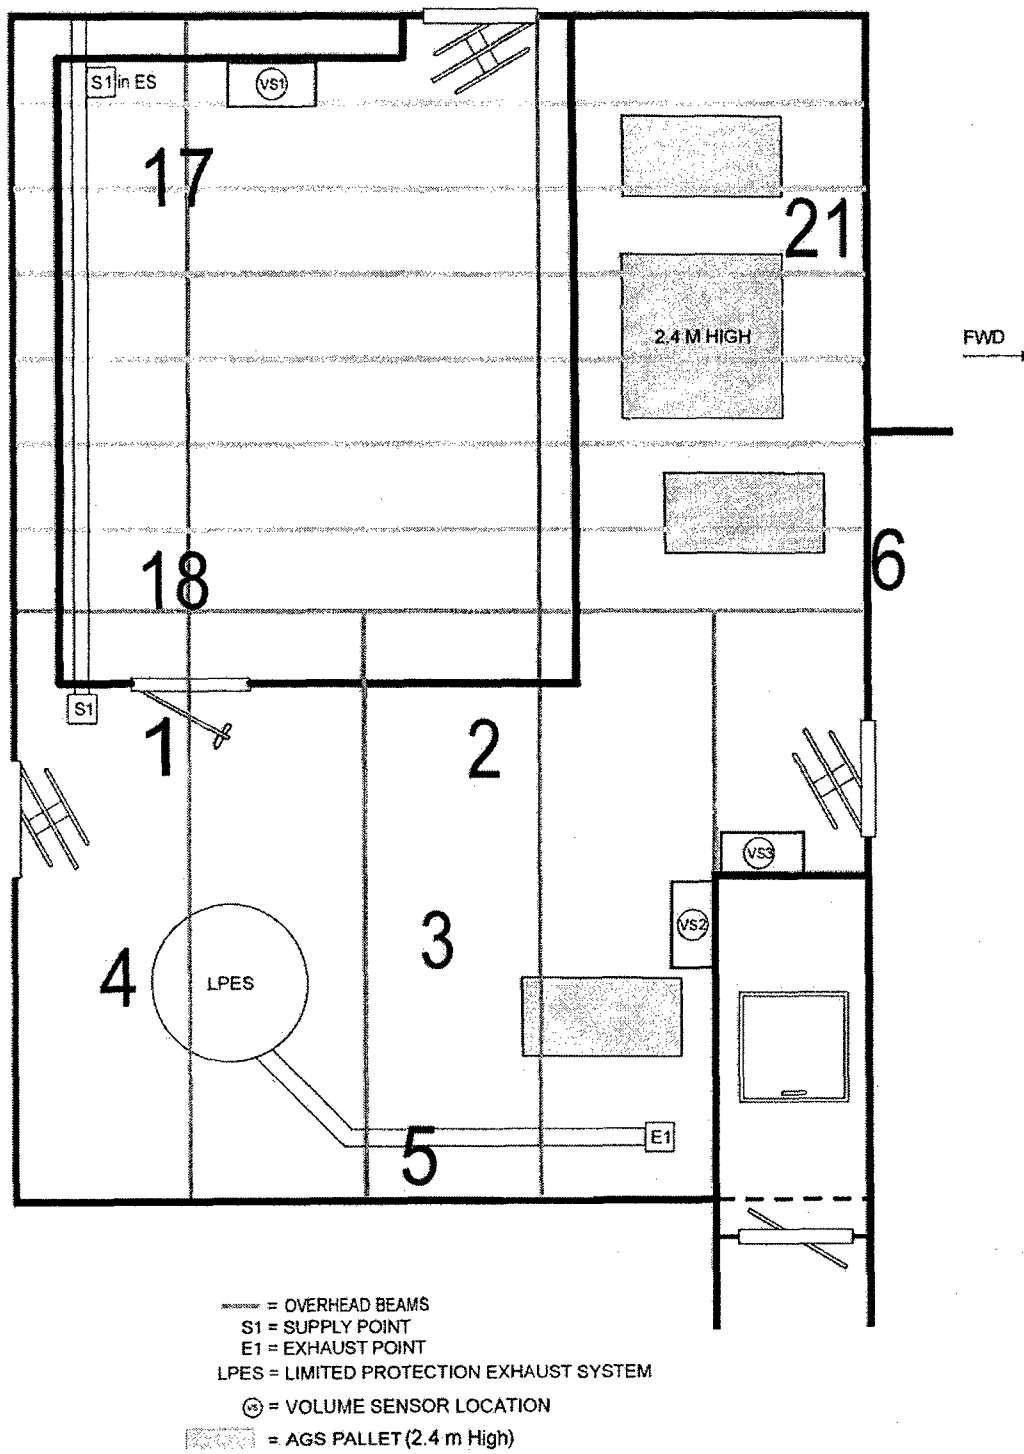 S1 in ES
VS1
17
21
2.4 M HIGH
FWD
6
18
S1
1
2
VS3
VS2
3
4
LPES
5
E1
= OVERHEAD BEAMS
S1 = SUPPLY POINT
E1 = EXHAUST POINT
LPES = LIMITED PROTECTION EXHAUST SYSTEM
VS = VOLUME SENSOR LOCATION
= AGS PALLET (2.4 m High)